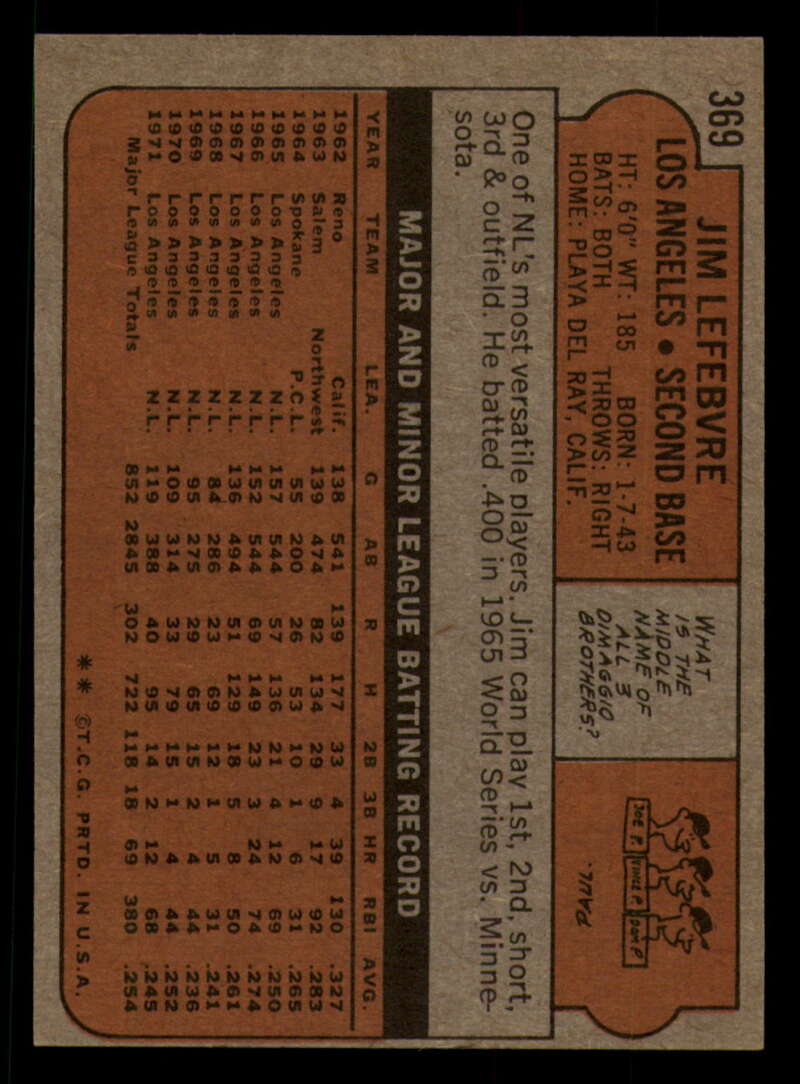 369
JIM LEFEBVRE
LOS ANGELES • SECOND BASE
HT: 6'0" WT: 185 BORN: 1-7-43
BATS: BOTH THROWS: RIGHT
HOME: PLAYA DEL RAY, CALIF.
WHAT
IS THE
MIDDLE
NAME OF
ALL 3
DIMAGGIO
BROTHERS?
JOE P.
VINCE P.
DOM P.
PAUL.
One of NL's most versatile players. Jim can play 1st, 2nd, short,
3rd & outfield. He batted .400 in 1965 World Series vs. Minne-
sota.
MAJOR AND MINOR LEAGUE BATTING RECORD
YEAR TEAM LEA. G AB R H 2B 3B HR RBI AVG.
1962 Reno Calif. 138 541 139 177 33 4 39 130 .327
1963 Salem Northwest 139 474 82 134 29 9 17 92 .283
1964 Spokane P.C.L. 55 200 26 53 10 1 6 31 .265
1965 Los Angeles N.L. 157 544 57 136 21 4 12 69 .250
1966 Los Angeles N.L. 152 544 69 149 23 3 24 74 .274
1967 Los Angeles N.L. 136 494 51 129 18 5 8 50 .261
1968 Los Angeles N.L. 84 286 23 69 12 1 5 31 .241
1969 Los Angeles N.L. 95 275 29 65 15 2 4 44 .236
1970 Los Angeles N.L. 109 314 33 79 15 1 4 44 .252
1971 Los Angeles N.L. 119 388 40 95 14 2 12 68 .245
Major League Totals 852 2845 302 722 118 18 69 380 .254
** ©T.C.G. PRTD. IN U.S.A.